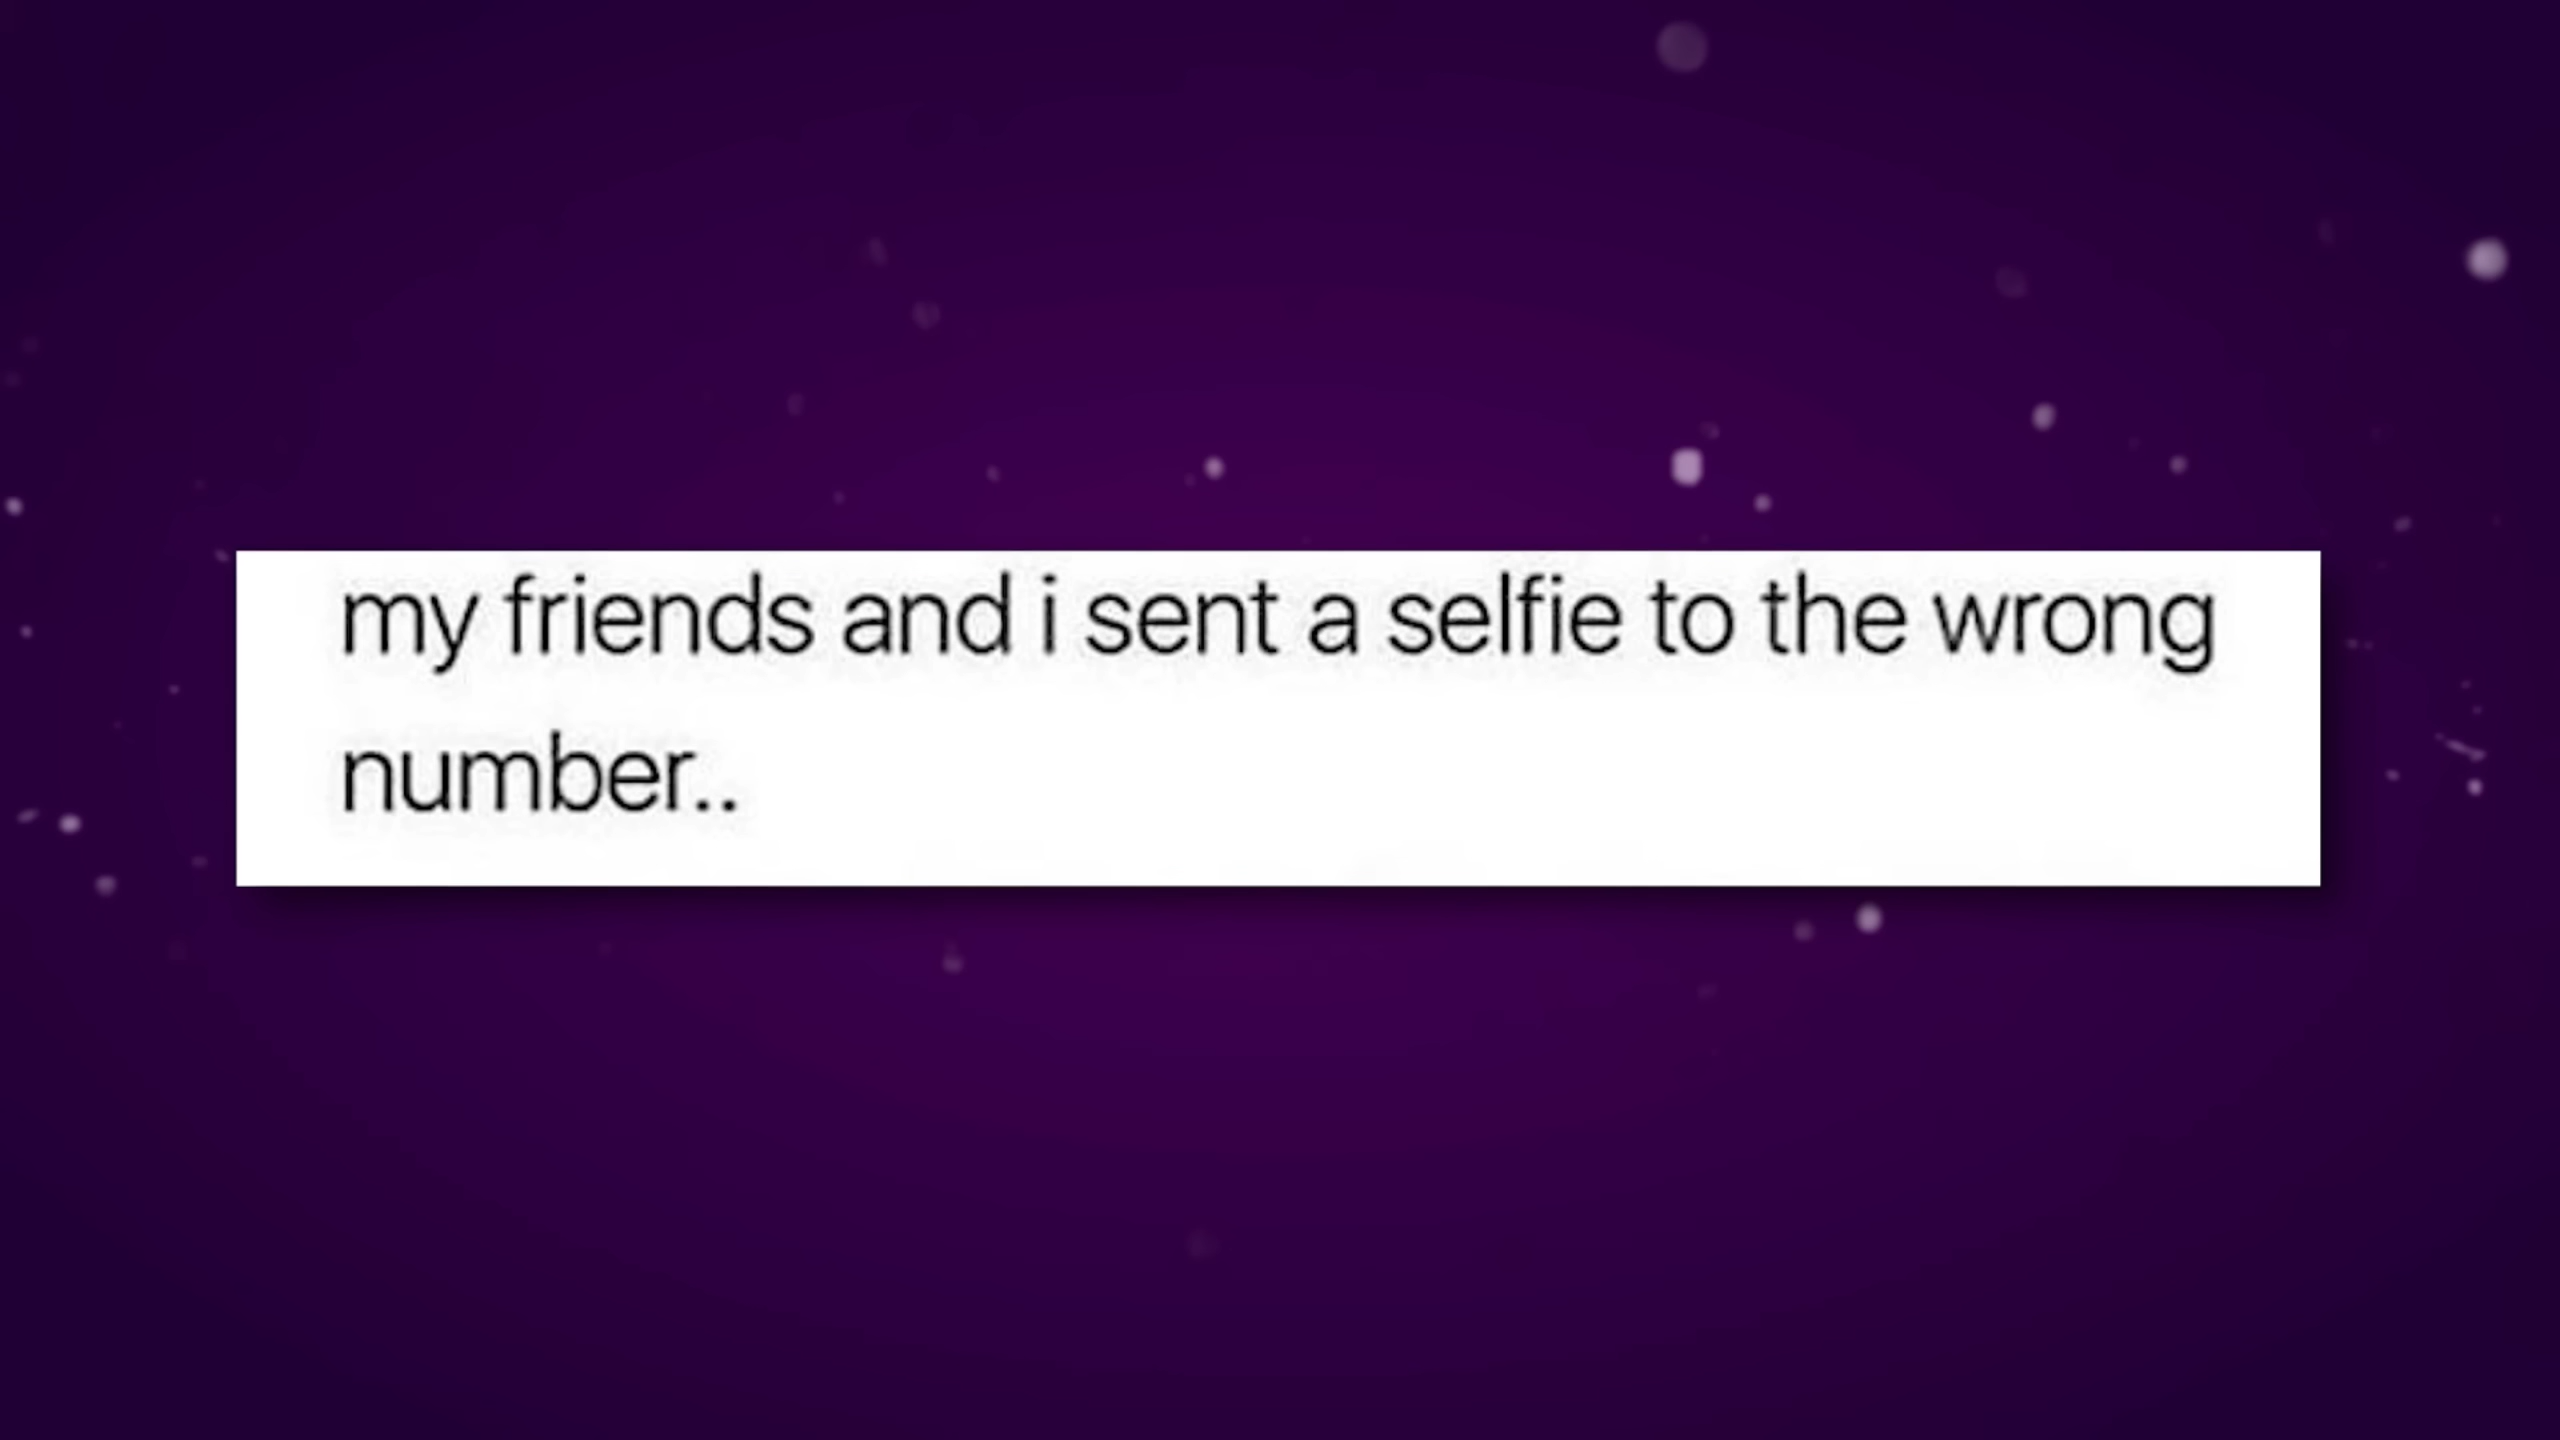 my friends and i sent a selfie to the wrong
number..